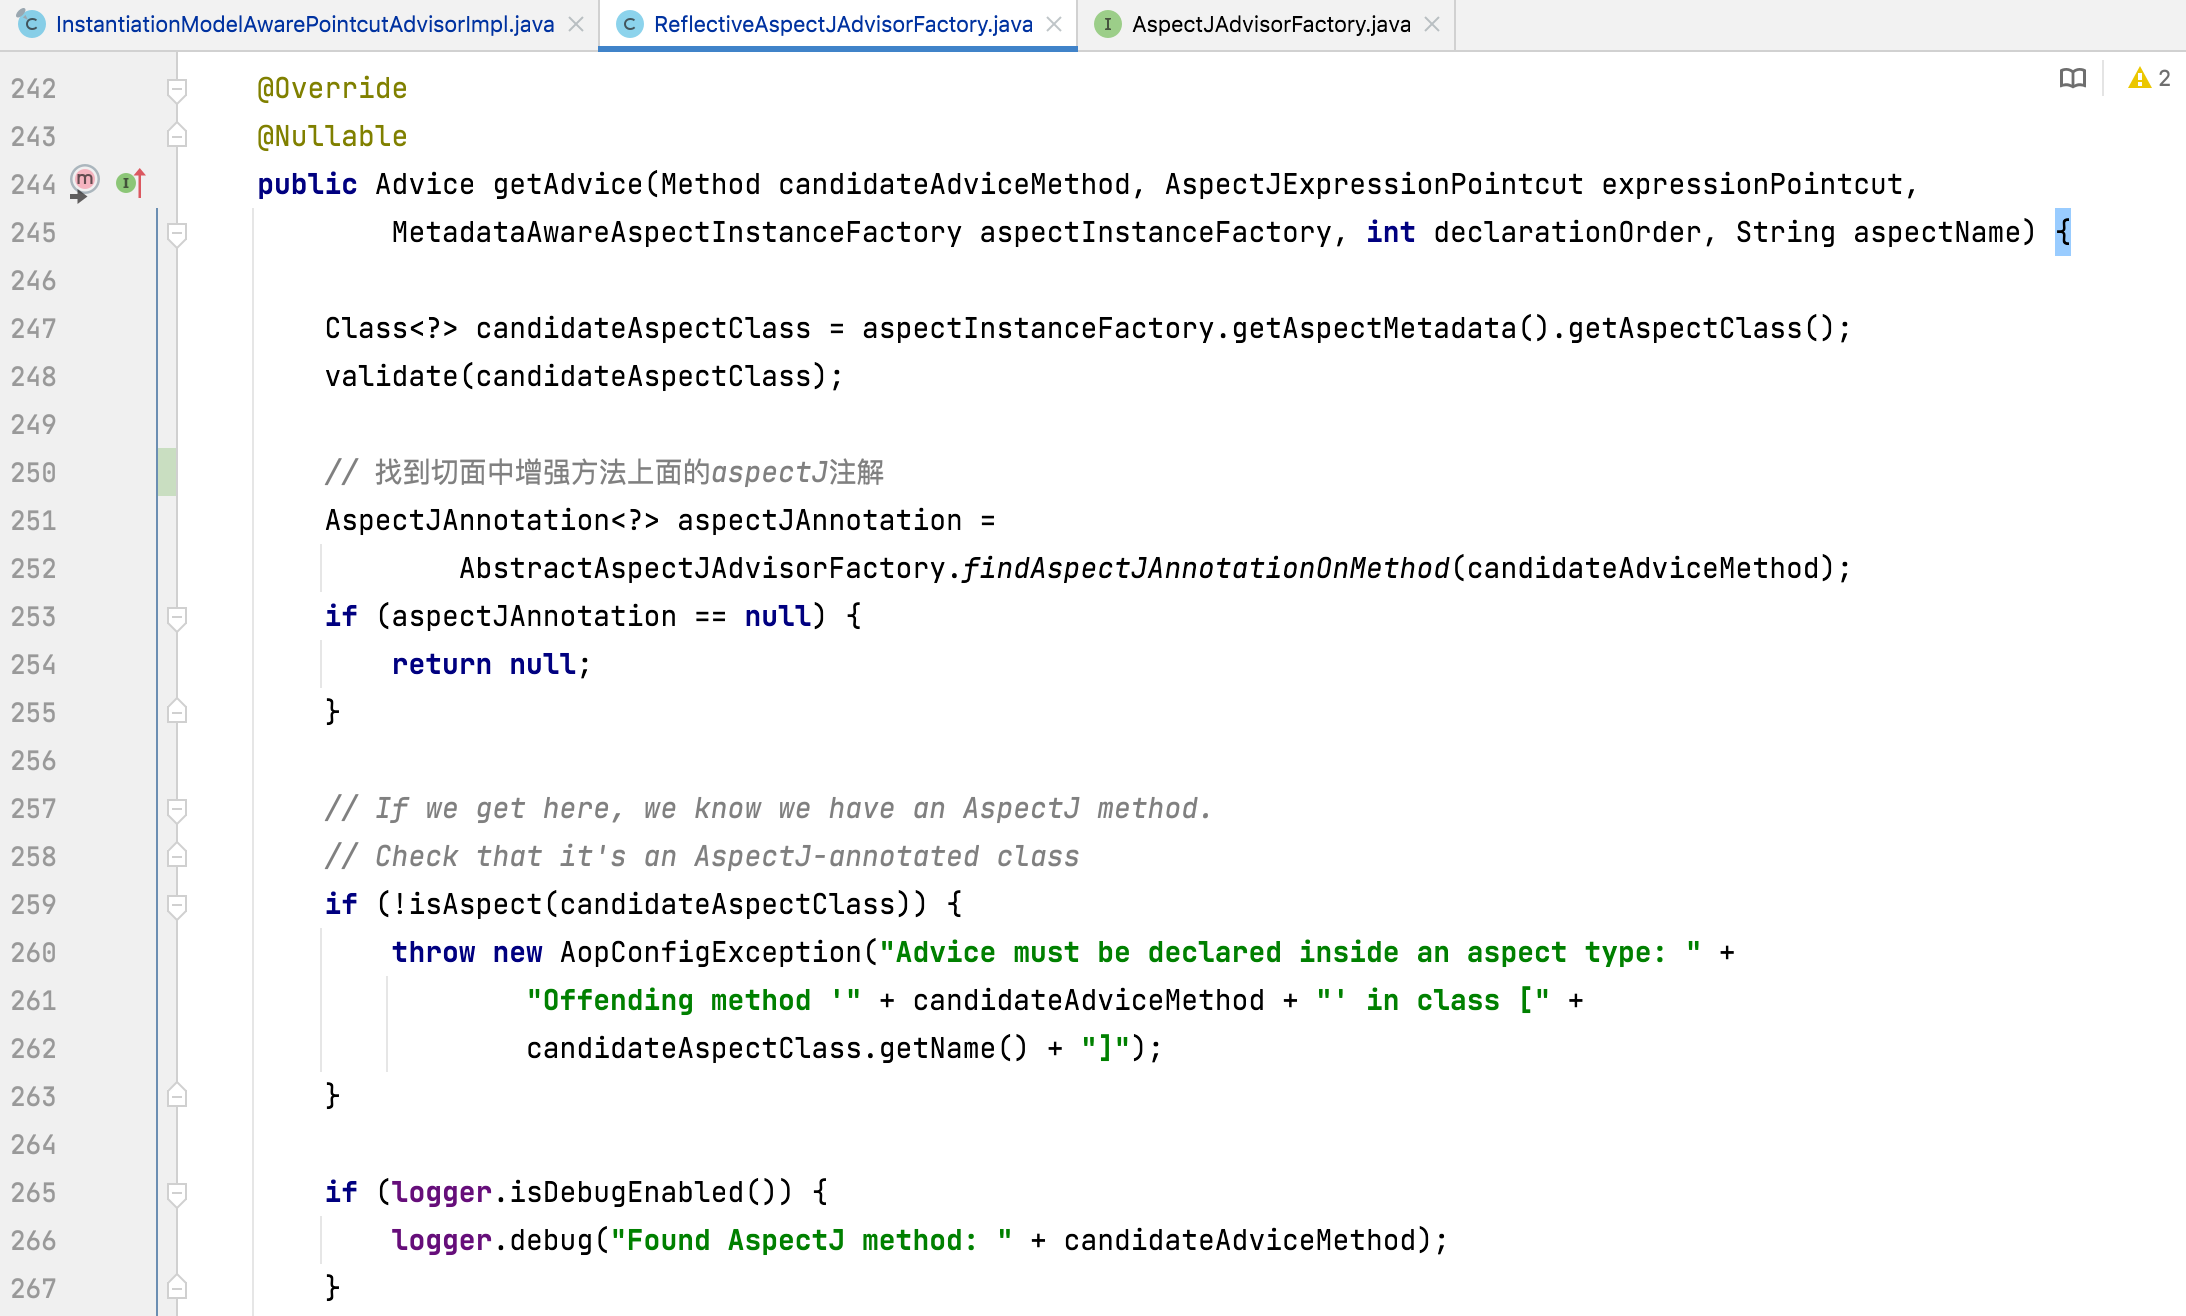 InstantiationModelAwarePointcutAdvisorImpl.java ReflectiveAspectJAdvisorFactory.java AspectJAdvisorFactory.java
2
242 @Override
243 @Nullable
244 public Advice getAdvice(Method candidateAdviceMethod, AspectJExpressionPointcut expressionPointcut,
245 MetadataAwareAspectInstanceFactory aspectInstanceFactory, int declarationOrder, String aspectName) {
246
247 Class<?> candidateAspectClass = aspectInstanceFactory.getAspectMetadata().getAspectClass();
248 validate(candidateAspectClass);
249
250 // 找到切面中增强方法上面的aspectJ注解
251 AspectJAnnotation<?> aspectJAnnotation =
252 AbstractAspectJAdvisorFactory.findAspectJAnnotationOnMethod(candidateAdviceMethod);
253 if (aspectJAnnotation == null) {
254 return null;
255 }
256
257 // If we get here, we know we have an AspectJ method.
258 // Check that it's an AspectJ-annotated class
259 if (!isAspect(candidateAspectClass)) {
260 throw new AopConfigException("Advice must be declared inside an aspect type: " +
261 "Offending method '" + candidateAdviceMethod + "' in class [" +
262 candidateAspectClass.getName() + "]");
263 }
264
265 if (logger.isDebugEnabled()) {
266 logger.debug("Found AspectJ method: " + candidateAdviceMethod);
267 }